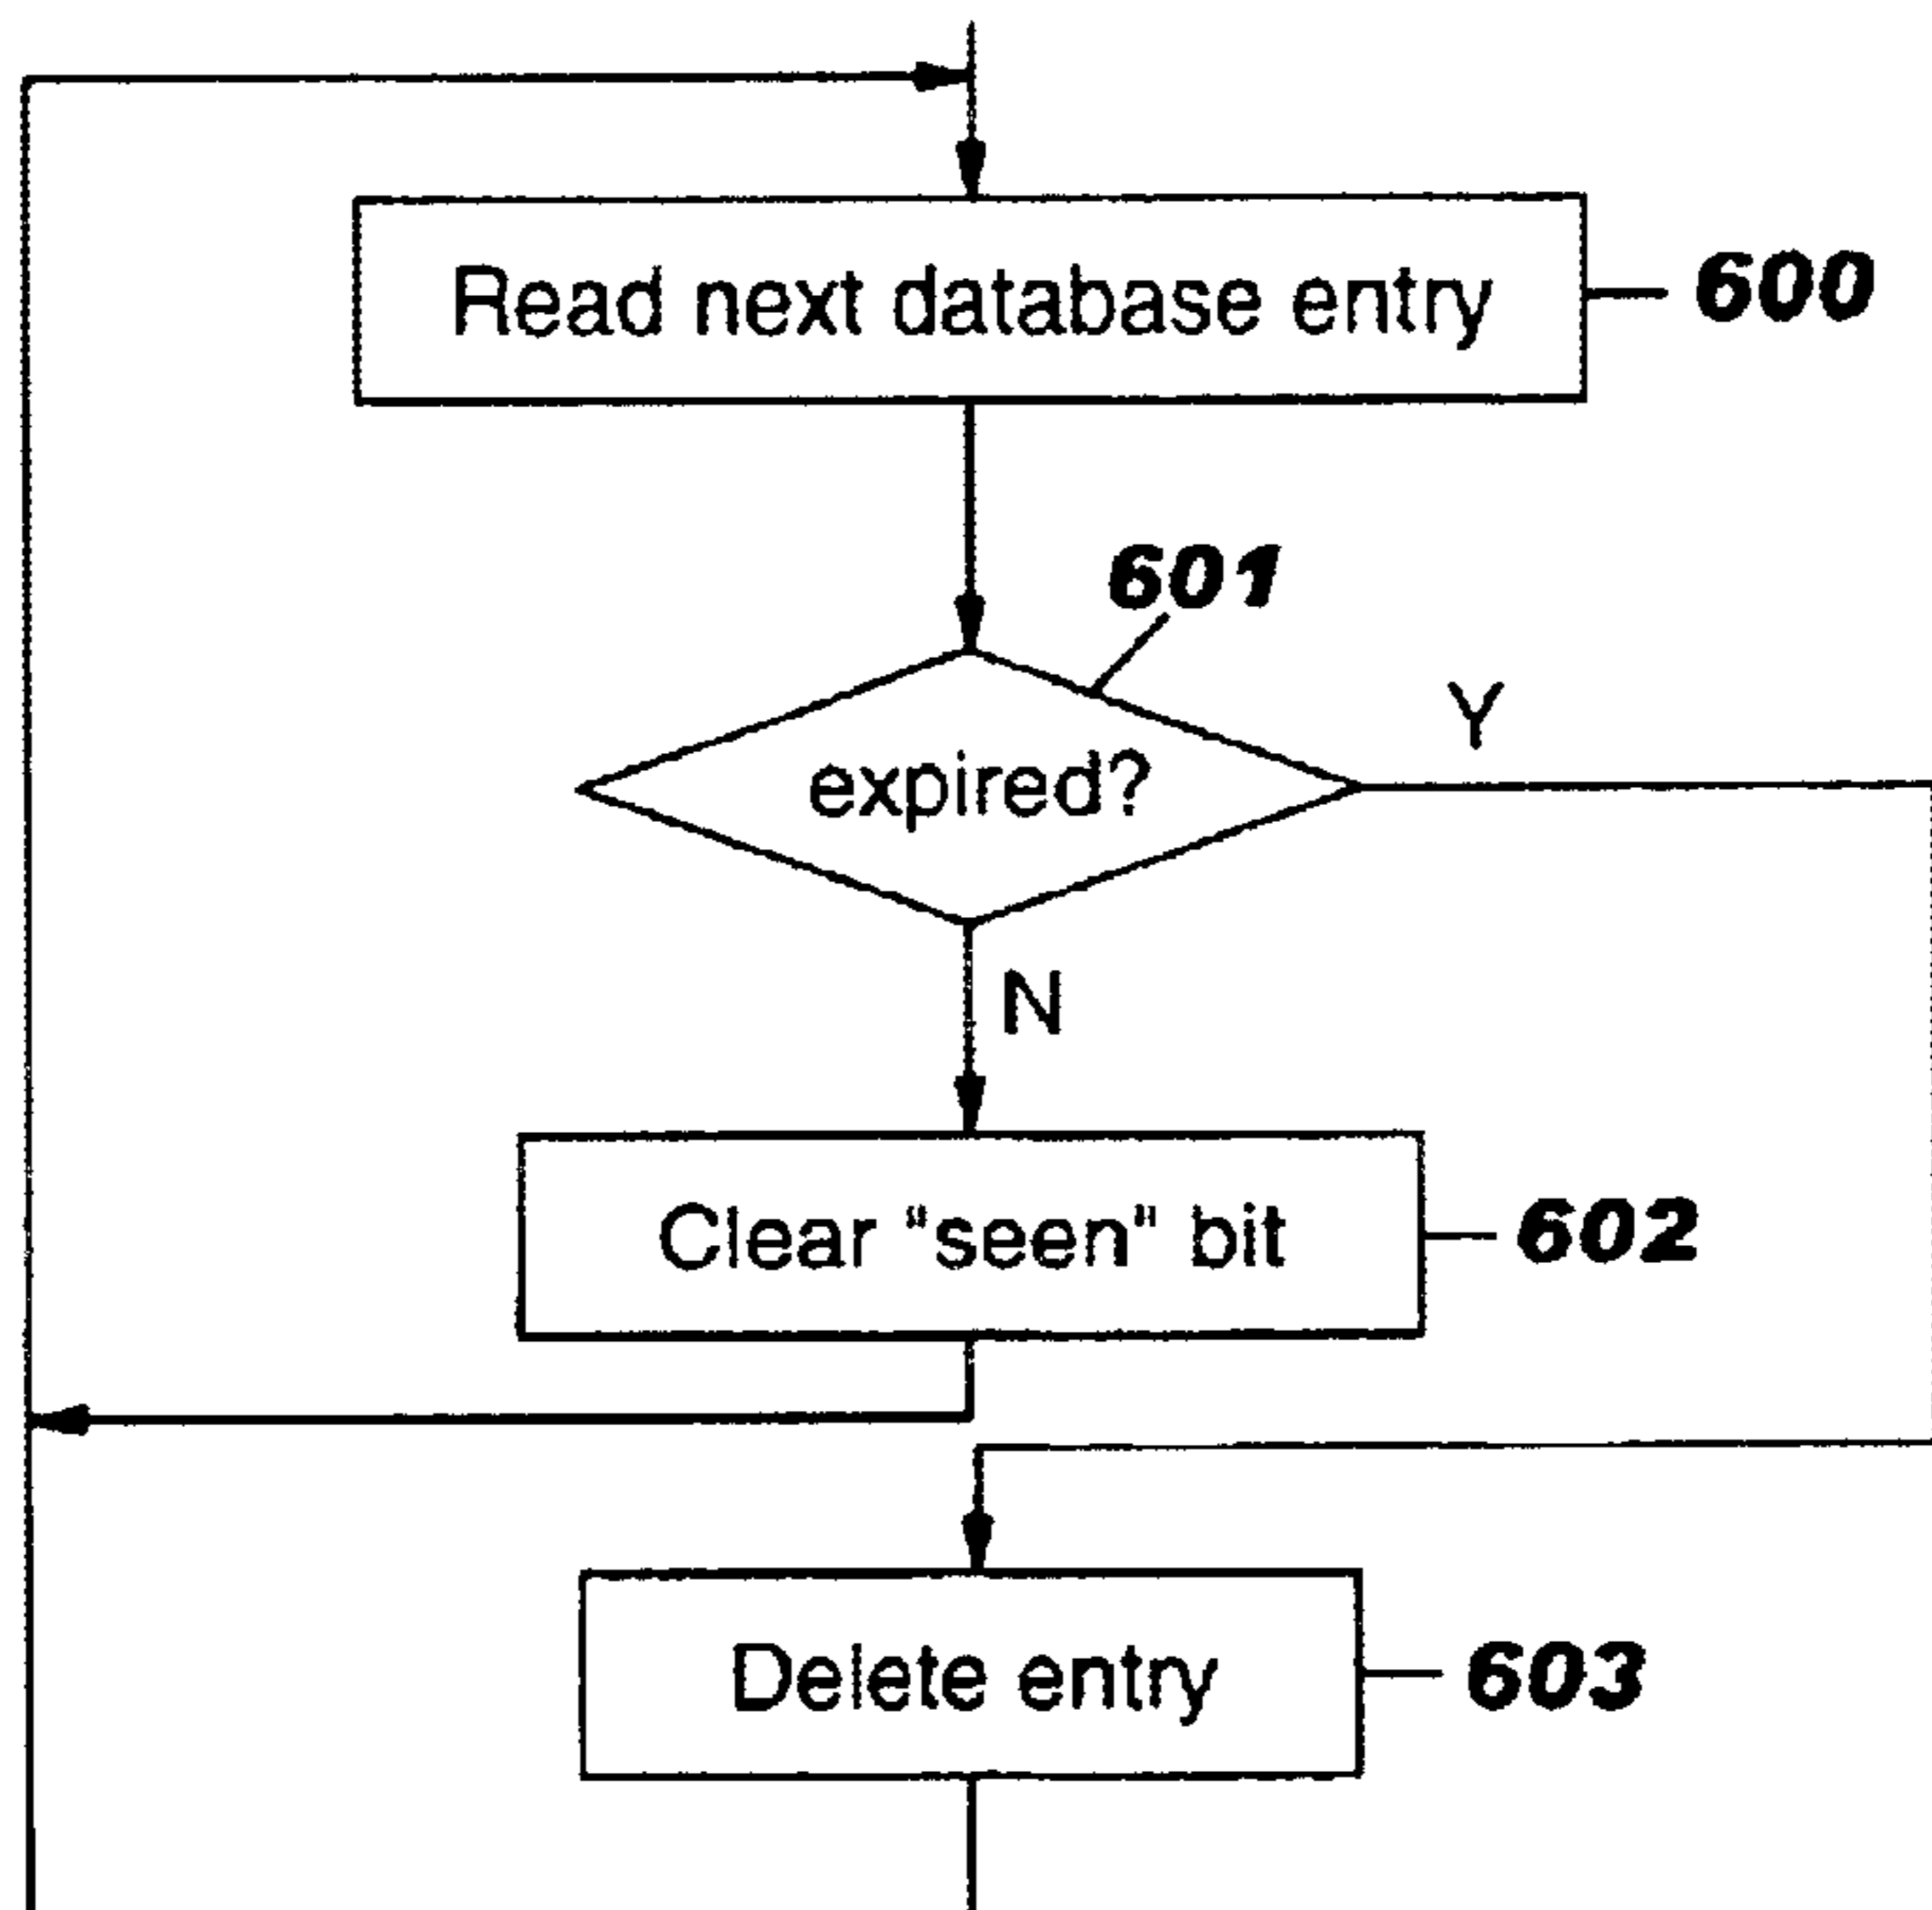 Read next database entry 600
601
Y
expired?
N
Clear "seen" bit 602
Delete entry 603